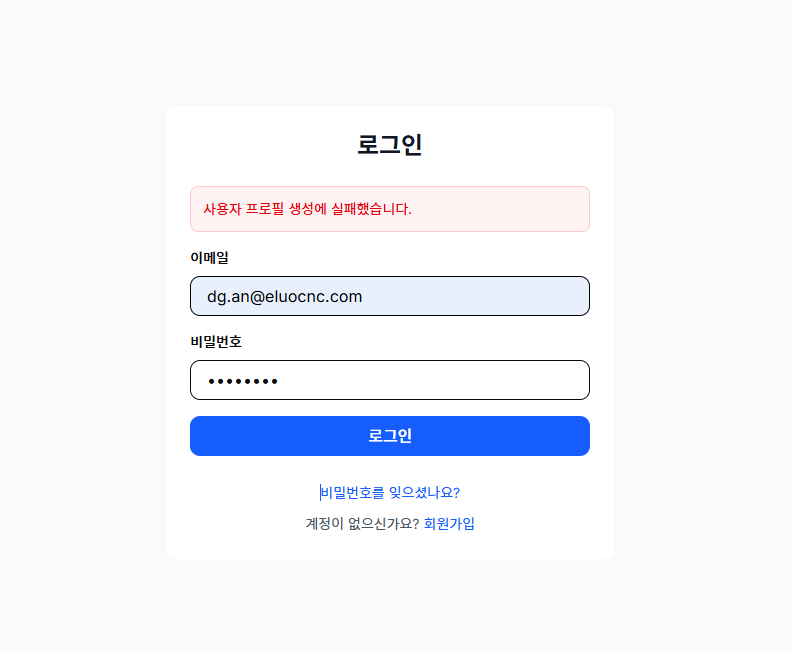 로그인
사용자 프로필 생성에 실패했습니다.
이메일
dg.an@eluocnc.com
비밀번호
••••••••
로그인
비밀번호를 잊으셨나요?
계정이 없으신가요? 회원가입